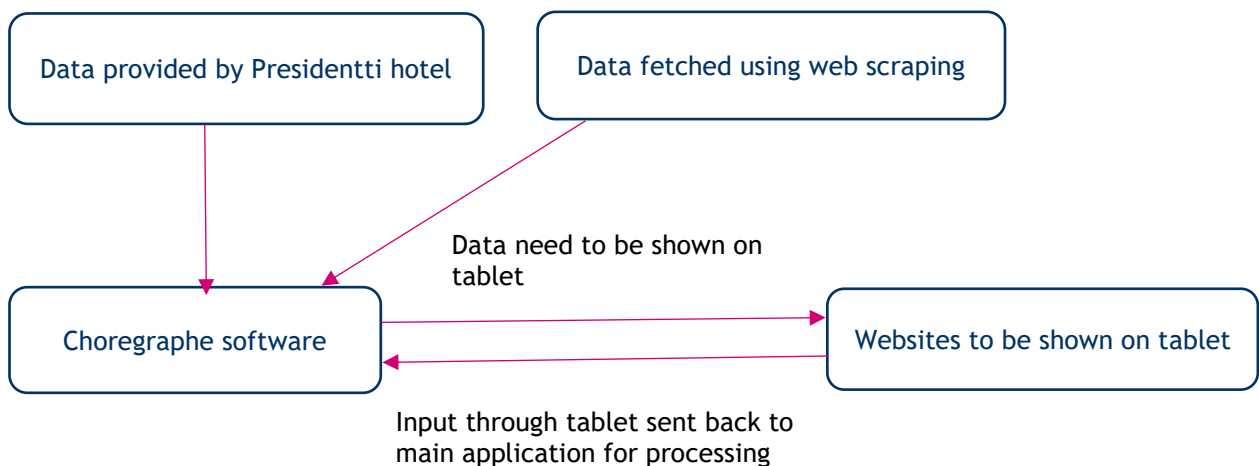 Data provided by Presidentti hotel
Data fetched using web scraping
Data need to be shown on
tablet
Choregraphe software
Websites to be shown on tablet
Input through tablet sent back to
main application for processing